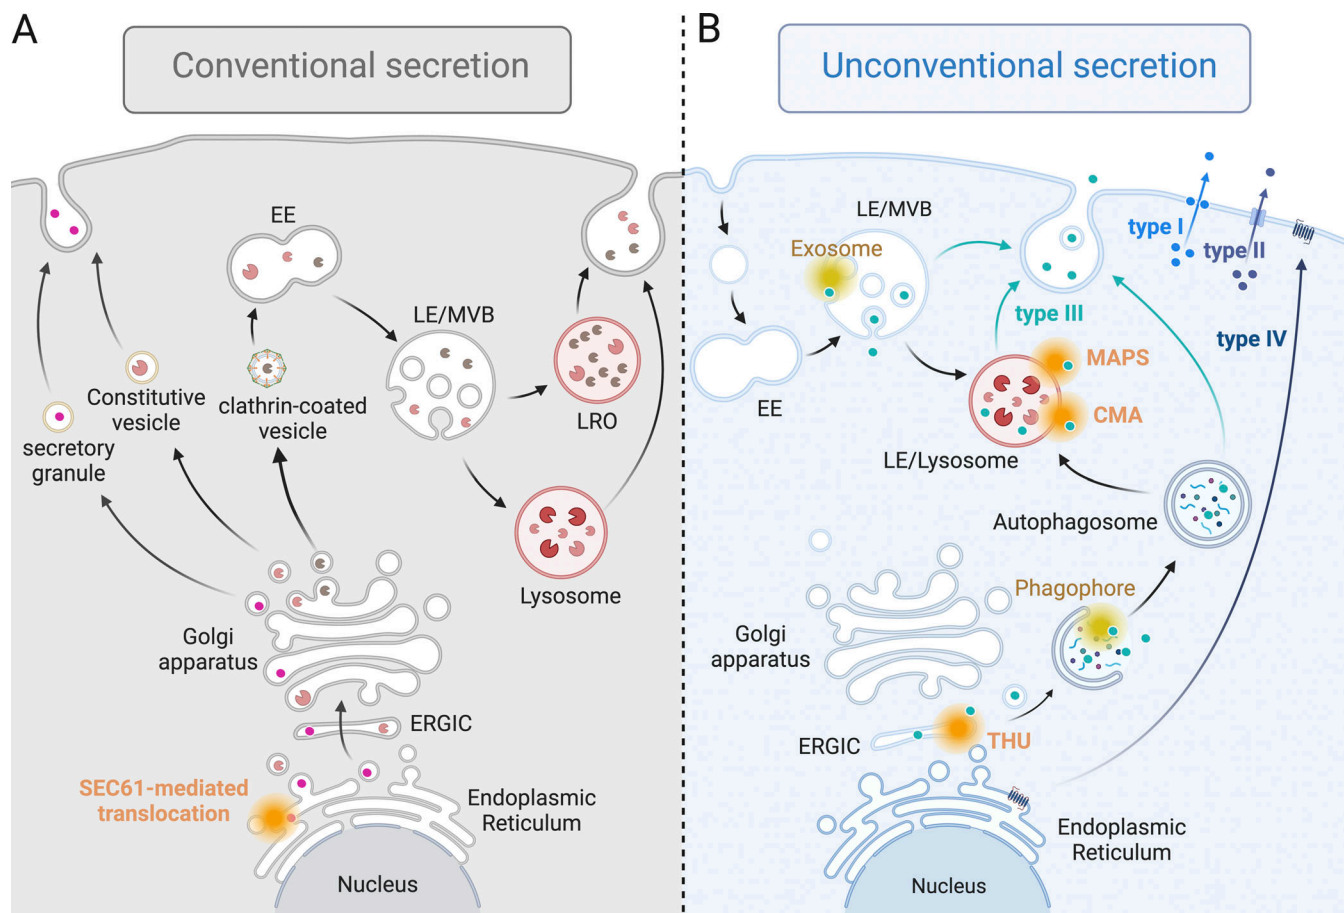 A
Conventional secretion
EE
LE/MVB
Constitutive
vesicle
clathrin-coated
vesicle
secretory
granule
LRO
Lysosome
Golgi
apparatus
ERGIC
SEC61-mediated
translocation
Endoplasmic
Reticulum
Nucleus
B
Unconventional secretion
LE/MVB
Exosome
type I
type II
type III
type IV
MAPS
CMA
EE
LE/Lysosome
Autophagosome
Phagophore
Golgi
apparatus
ERGIC
THU
Endoplasmic
Reticulum
Nucleus